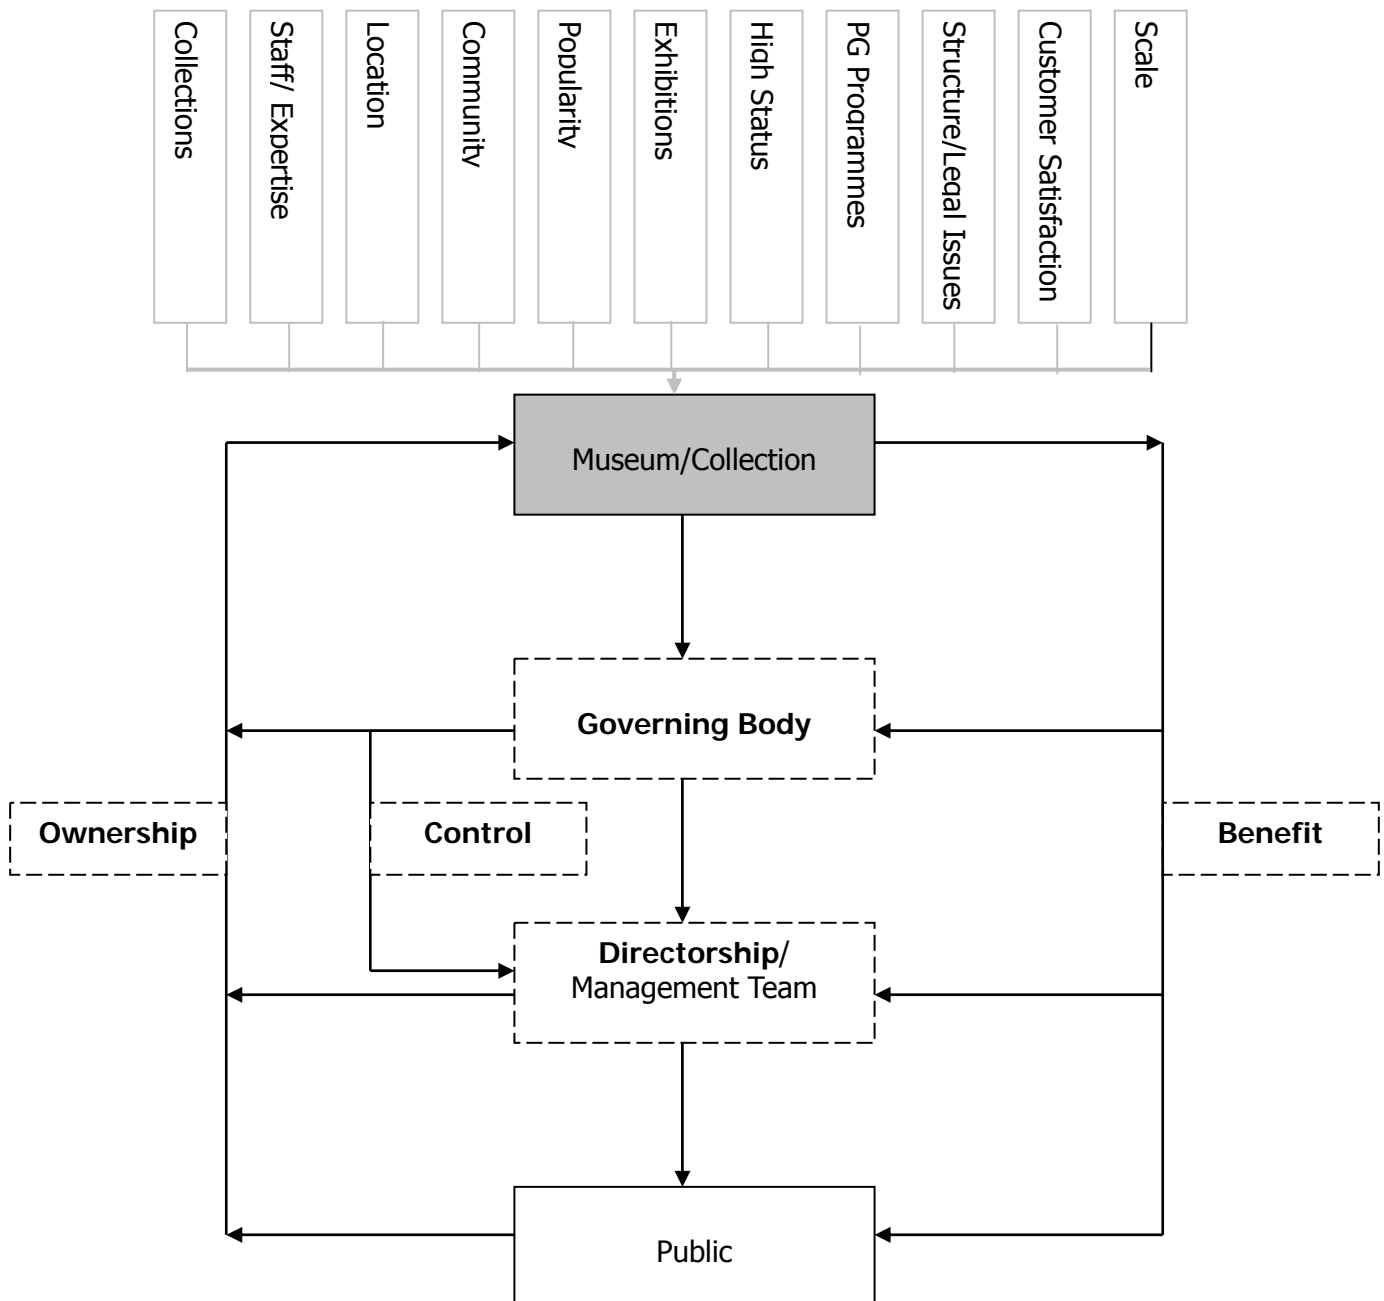 Collections
Staff/ Expertise
Location
Community
Popularity
Exhibitions
High Status
PG Programmes
Structure/Legal Issues
Customer Satisfaction
Scale
Museum/Collection
Governing Body
Ownership
Control
Benefit
Directorship/
Management Team
Public